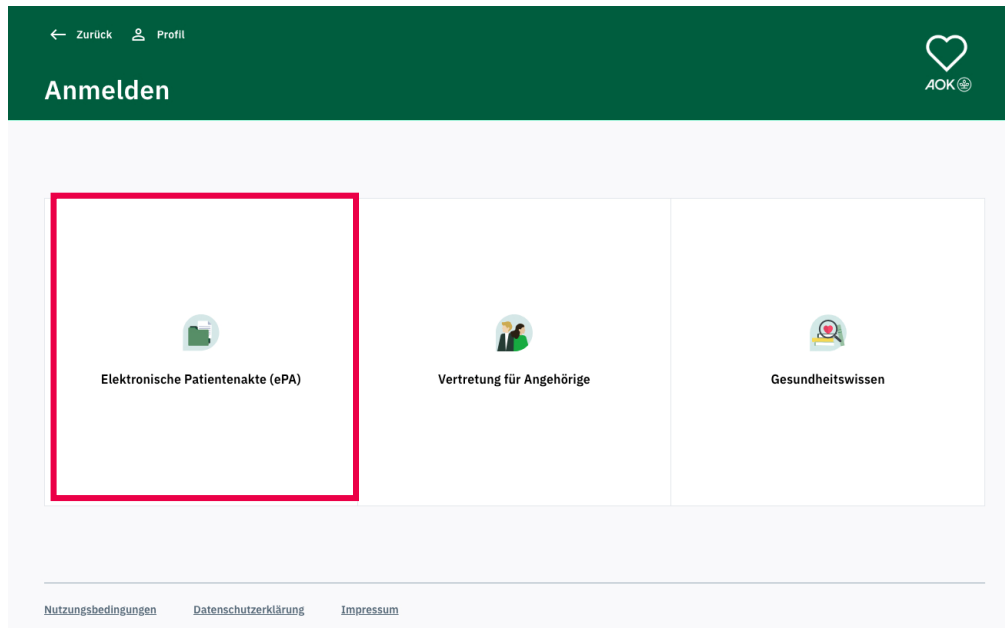 Zurück Profil
Anmelden
AOK
Elektronische Patientenakte (ePA)
Vertretung für Angehörige
Gesundheitswissen
Nutzungsbedingungen Datenschutzerklärung Impressum